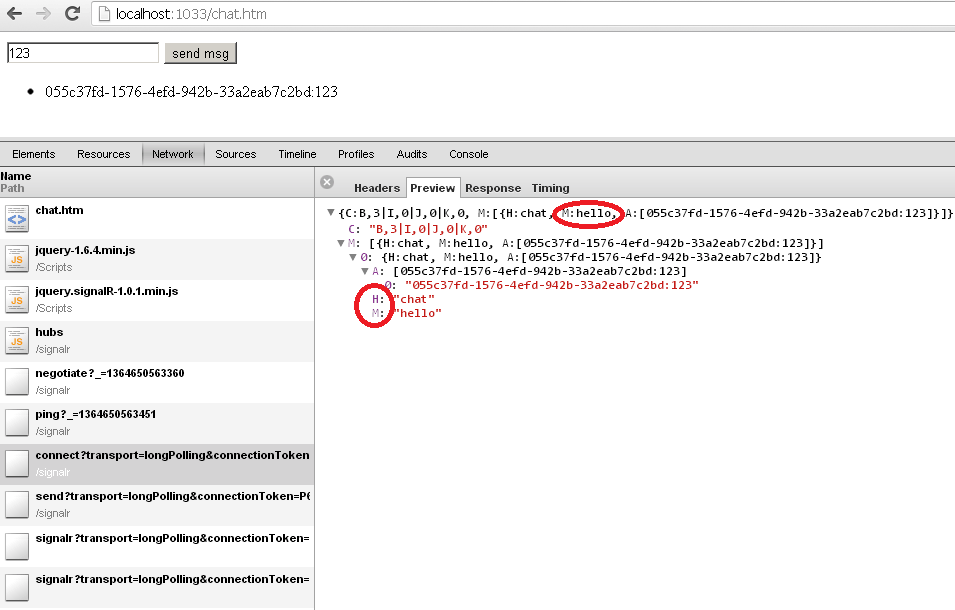 localhost:1033/chat.htm
123 send msg
055c37fd-1576-4efd-942b-33a2eab7c2bd:123
Elements Resources Network Sources Timeline Profiles Audits Console
Name
Path
chat.htm
jquery-1.6.4.min.js
/Scripts
jquery.signalR-1.0.1.min.js
/Scripts
hubs
/signalr
negotiate?_=1364650563360
/signalr
ping?_=1364650563451
/signalr
connect?transport=longPolling&connectionToken
/signalr
send?transport=longPolling&connectionToken=P6
/signalr
signalr?transport=longPolling&connectionToken=
signalr?transport=longPolling&connectionToken=
Headers Preview Response Timing
{C:B,3|I,0|J,0|K,0, M:[{H:chat, M:hello, A:[055c37fd-1576-4efd-942b-33a2eab7c2bd:123]}]}
C: "B,3|I,0|J,0|K,0"
M: [{H:chat, M:hello, A:[055c37fd-1576-4efd-942b-33a2eab7c2bd:123]}]
0: {H:chat, M:hello, A:[055c37fd-1576-4efd-942b-33a2eab7c2bd:123]}
A: [055c37fd-1576-4efd-942b-33a2eab7c2bd:123]
0: "055c37fd-1576-4efd-942b-33a2eab7c2bd:123"
H: "chat"
M: "hello"